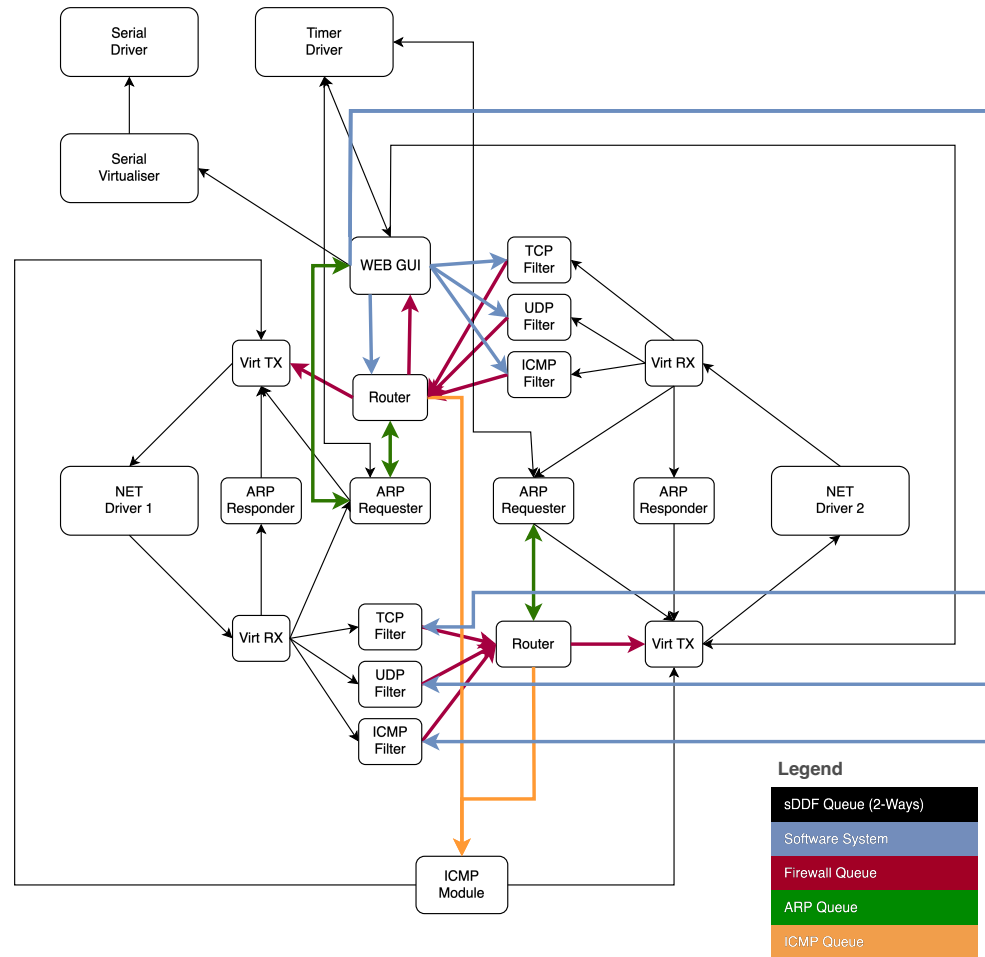 Serial
Driver
Timer
Driver
Serial
Virtualiser
WEB GUI
TCP
Filter
UDP
Filter
ICMP
Filter
Virt TX
Router
Virt RX
NET
Driver 1
ARP
Responder
ARP
Requester
ARP
Requester
ARP
Responder
NET
Driver 2
Virt RX
TCP
Filter
UDP
Filter
ICMP
Filter
Router
Virt TX
ICMP
Module
Legend
sDDF Queue (2-Ways)
Software System
Firewall Queue
ARP Queue
ICMP Queue